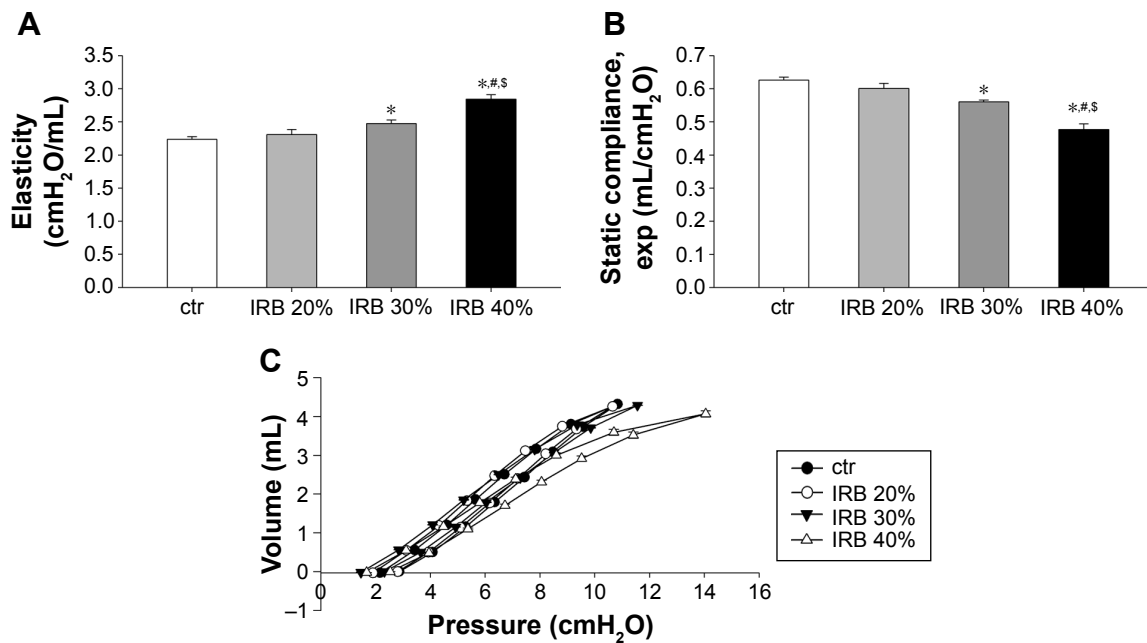 A
Elasticity
(cmH₂O/mL)
3.5
3.0
2.5
2.0
1.5
1.0
0.5
0.0
*
*,#,$
ctr
IRB 20%
IRB 30%
IRB 40%
B
Static compliance,
exp (mL/cmH₂O)
0.7
0.6
0.5
0.4
0.3
0.2
0.1
0.0
*
*,#,$
ctr
IRB 20%
IRB 30%
IRB 40%
C
Volume (mL)
5
4
3
2
1
0
–1
0
2
4
6
8
10
12
14
16
Pressure (cmH₂O)
ctr
IRB 20%
IRB 30%
IRB 40%